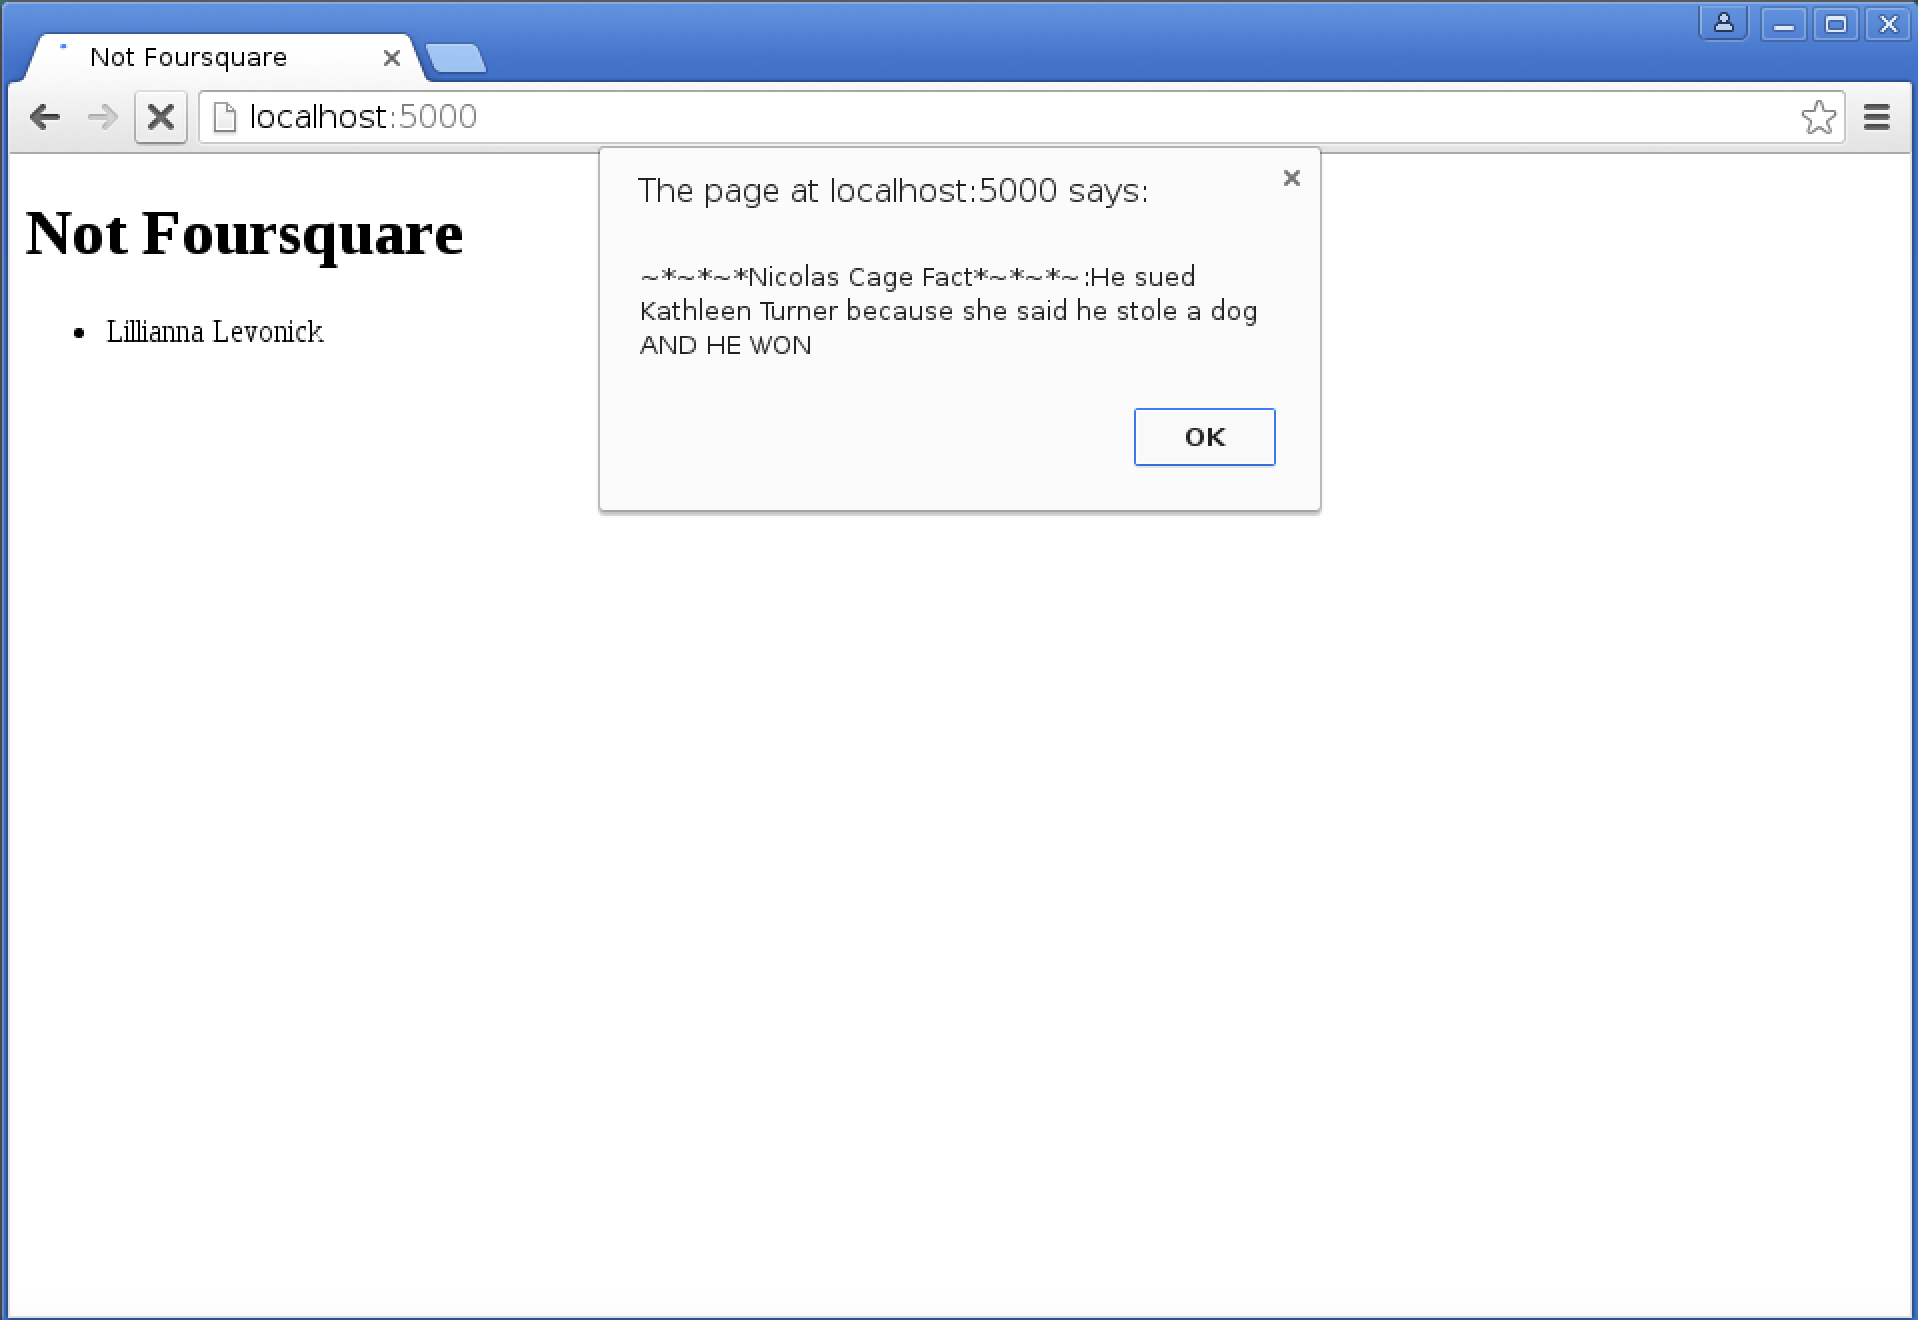 Not Foursquare
localhost:5000
The page at localhost:5000 says:
~*~*~*Nicolas Cage Fact*~*~*~:He sued
Kathleen Turner because she said he stole a dog
AND HE WON
OK
Not Foursquare
• Lillianna Levonick